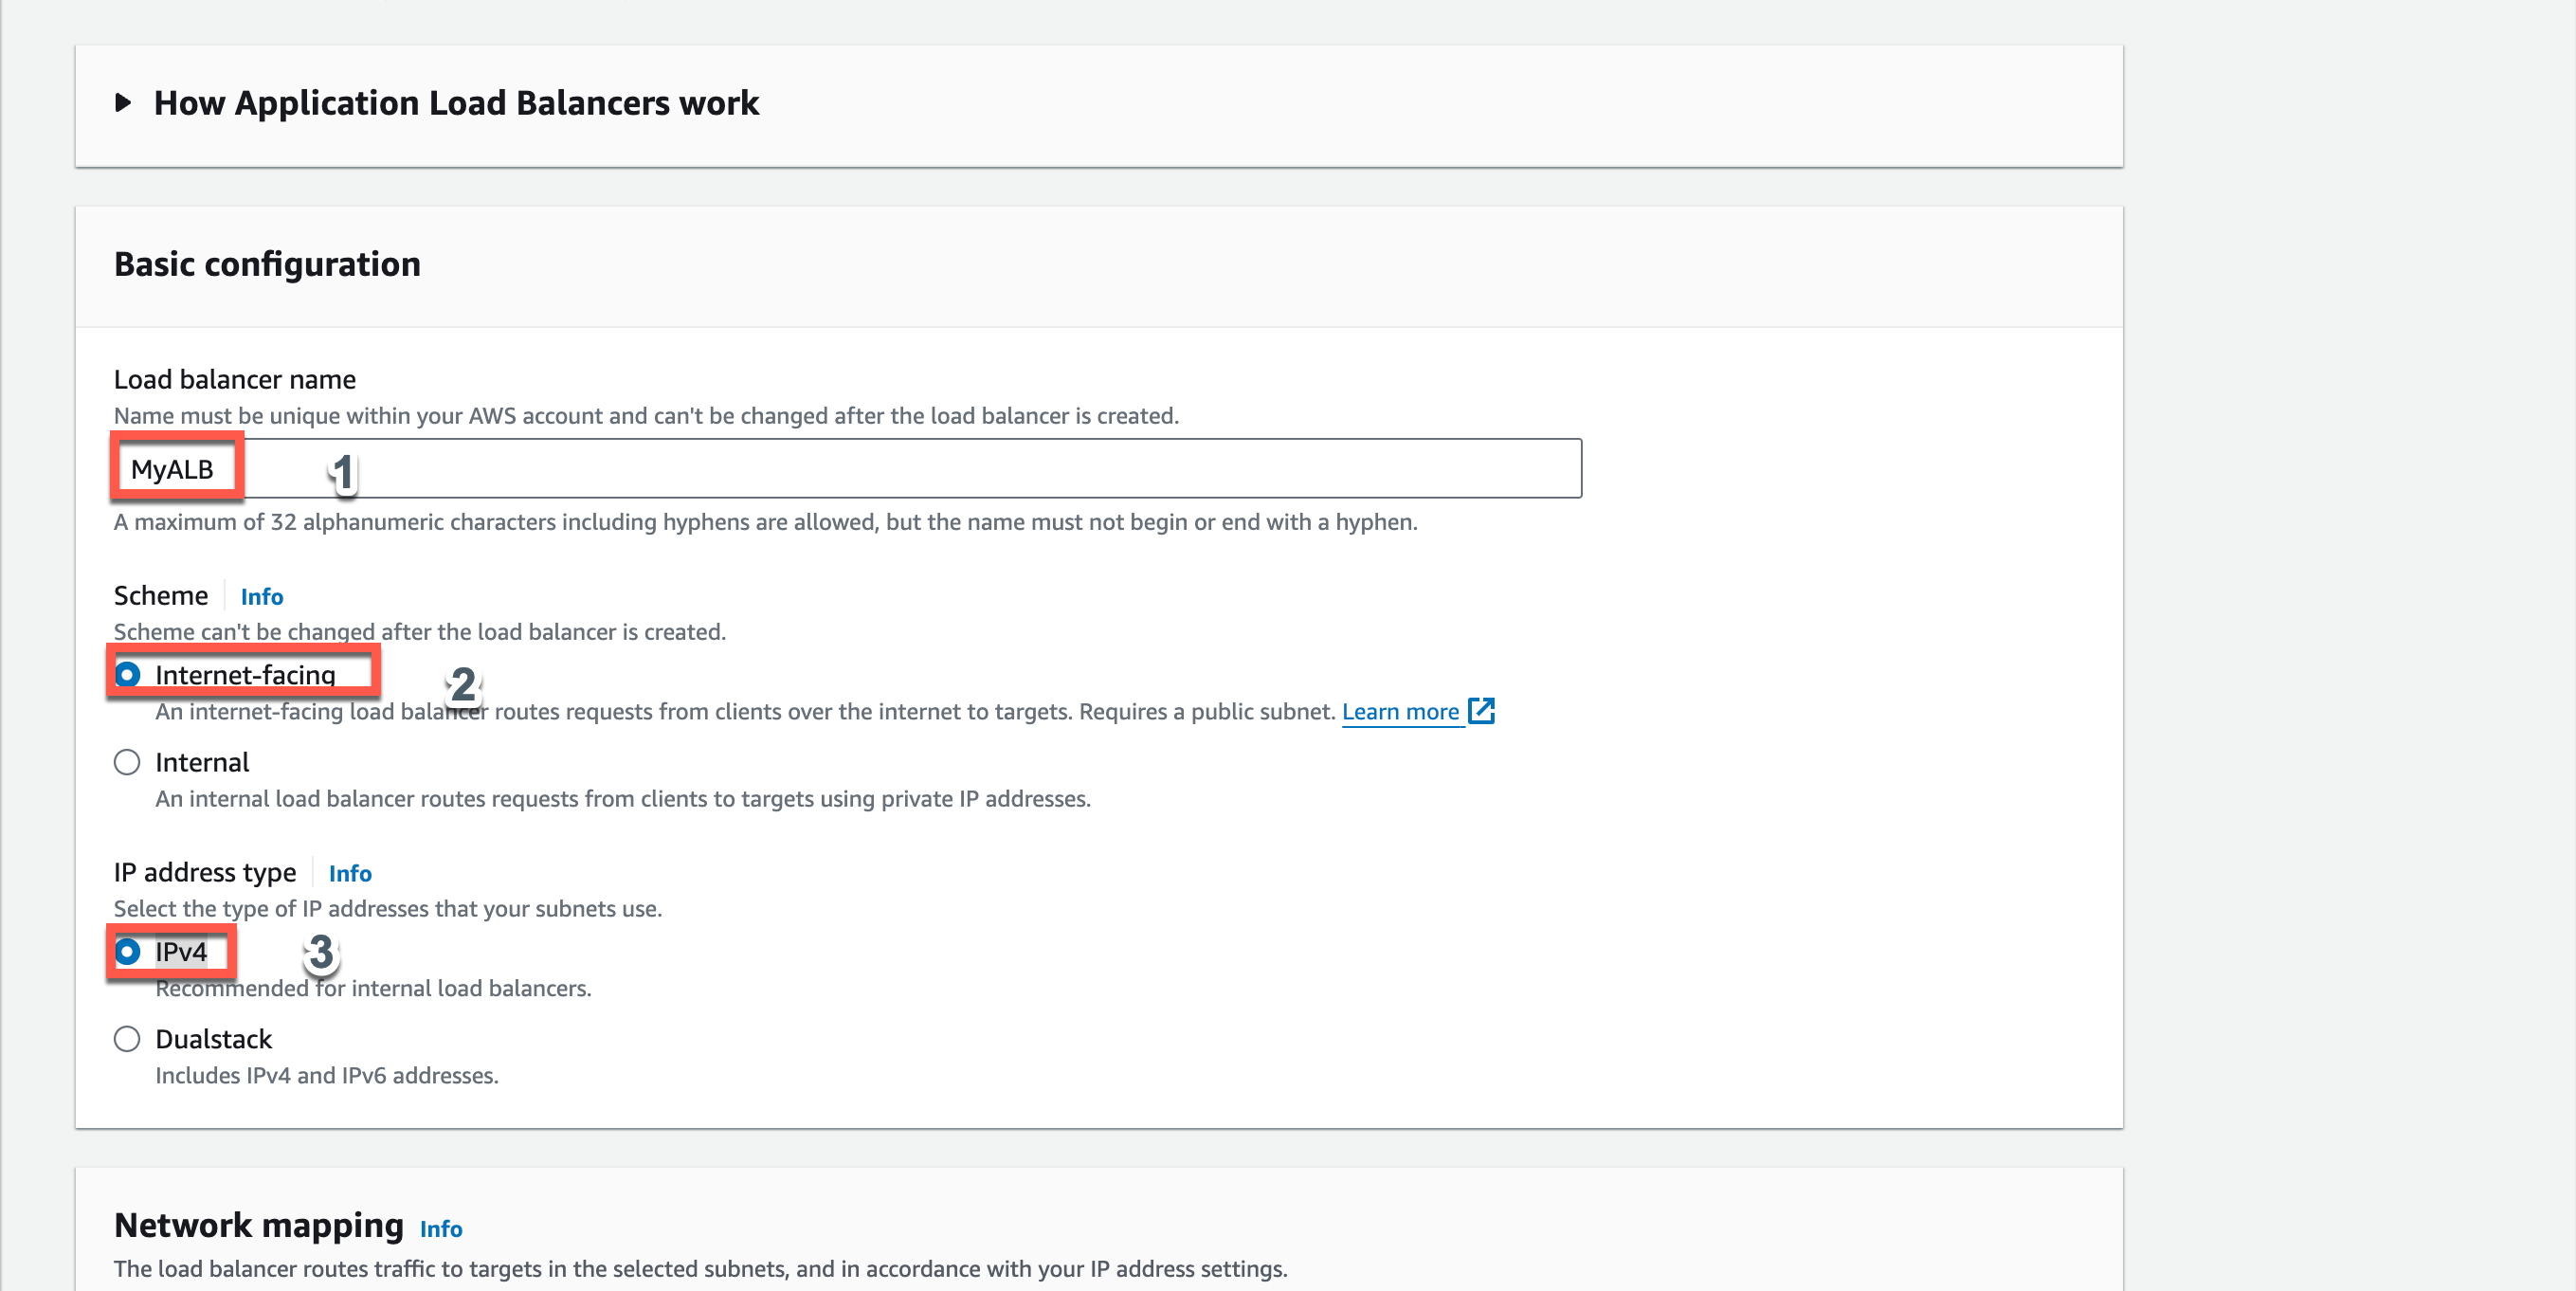 How Application Load Balancers work
Basic configuration
Load balancer name
Name must be unique within your AWS account and can't be changed after the load balancer is created.
MyALB 1
A maximum of 32 alphanumeric characters including hyphens are allowed, but the name must not begin or end with a hyphen.
Scheme Info
Scheme can't be changed after the load balancer is created.
Internet-facing 2
An internet-facing load balancer routes requests from clients over the internet to targets. Requires a public subnet. Learn more
Internal
An internal load balancer routes requests from clients to targets using private IP addresses.
IP address type Info
Select the type of IP addresses that your subnets use.
IPv4 3
Recommended for internal load balancers.
Dualstack
Includes IPv4 and IPv6 addresses.
Network mapping Info
The load balancer routes traffic to targets in the selected subnets, and in accordance with your IP address settings.